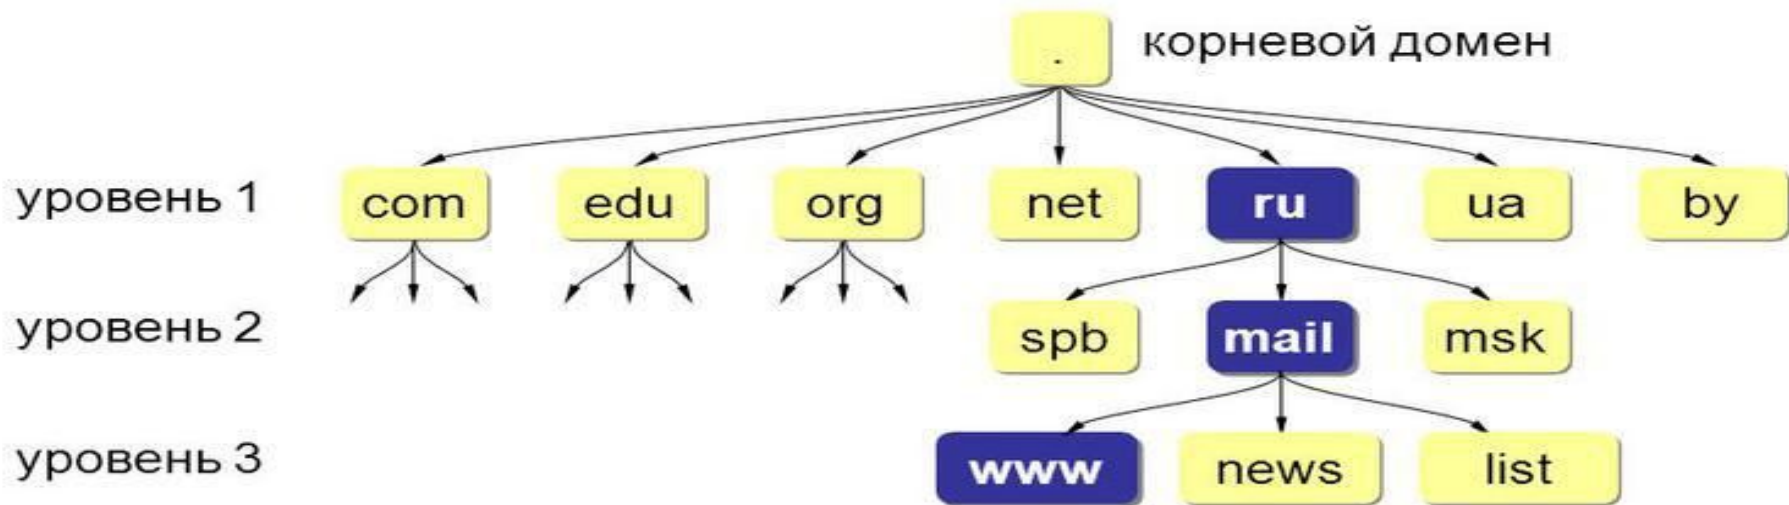 . корневой домен
уровень 1 com edu org net ru ua by
уровень 2 spb mail msk
уровень 3 www news list